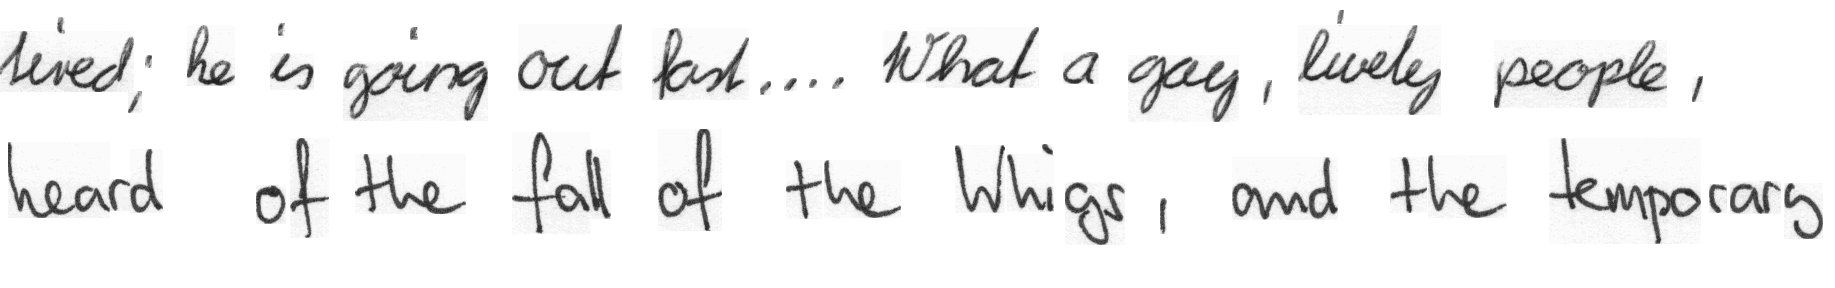 tired; he is going out fast.... What a gay, lively people,
heard of the fall of the Whigs, and the temporary